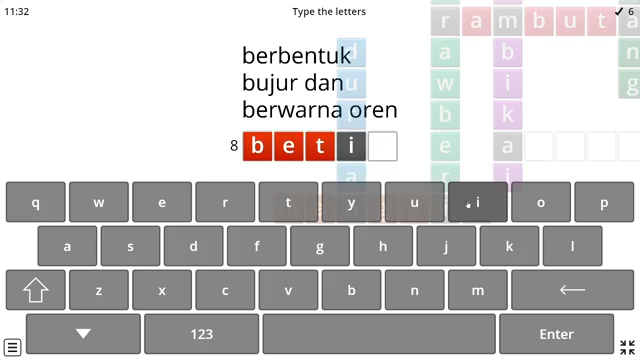 11:32 Type the letters ✓ 6
r a m b u t a
d a b n
berbentuk
bujur dan
berwarna oren
u w i g
b k
8 b e t i e a
a r i
q w e r t y u i o p
a s d f g h j k l
z x c v b n m
123 Enter